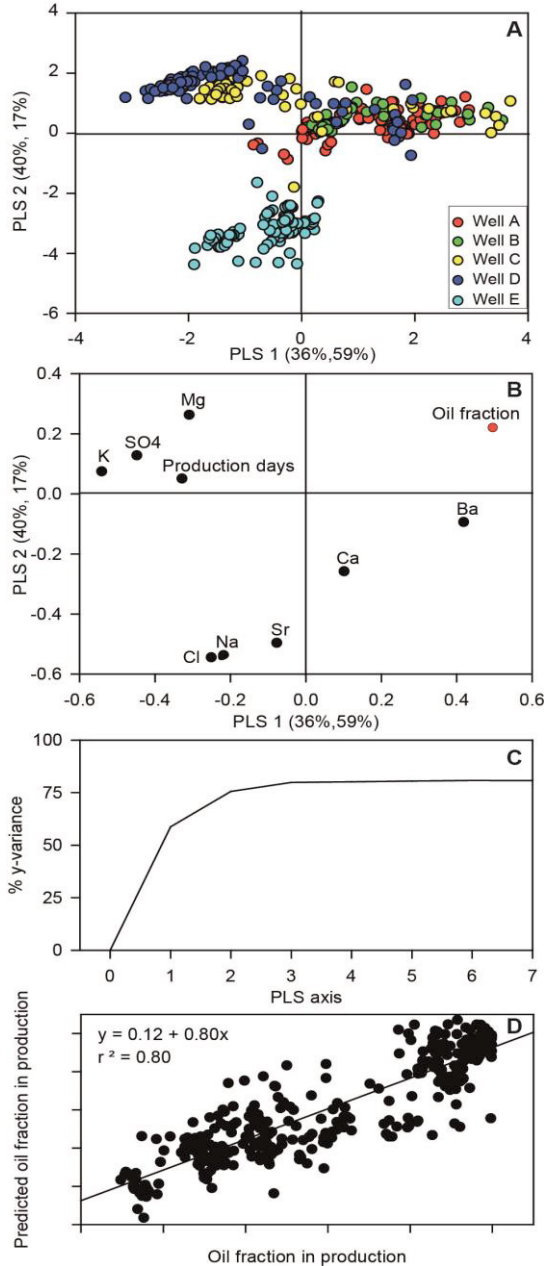 A
2
0
-2
-4
-6
-4
-2
0
2
4
PLS 2 (40%, 17%)
PLS 1 (36%,59%)
Well A
Well B
Well C
Well D
Well E
B
0.4
0.2
0.0
-0.2
-0.4
-0.6
-0.6
-0.4
-0.2
0.0
0.2
0.4
0.6
PLS 2 (40%, 17%)
PLS 1 (36%,59%)
Mg
Oil fraction
SO4
K
Production days
Ba
Ca
Sr
Na
Cl
C
100
75
50
25
0
0
1
2
3
4
5
6
7
% y-variance
PLS axis
D
y = 0.12 + 0.80x
r ² = 0.80
Predicted oil fraction in production
Oil fraction in production